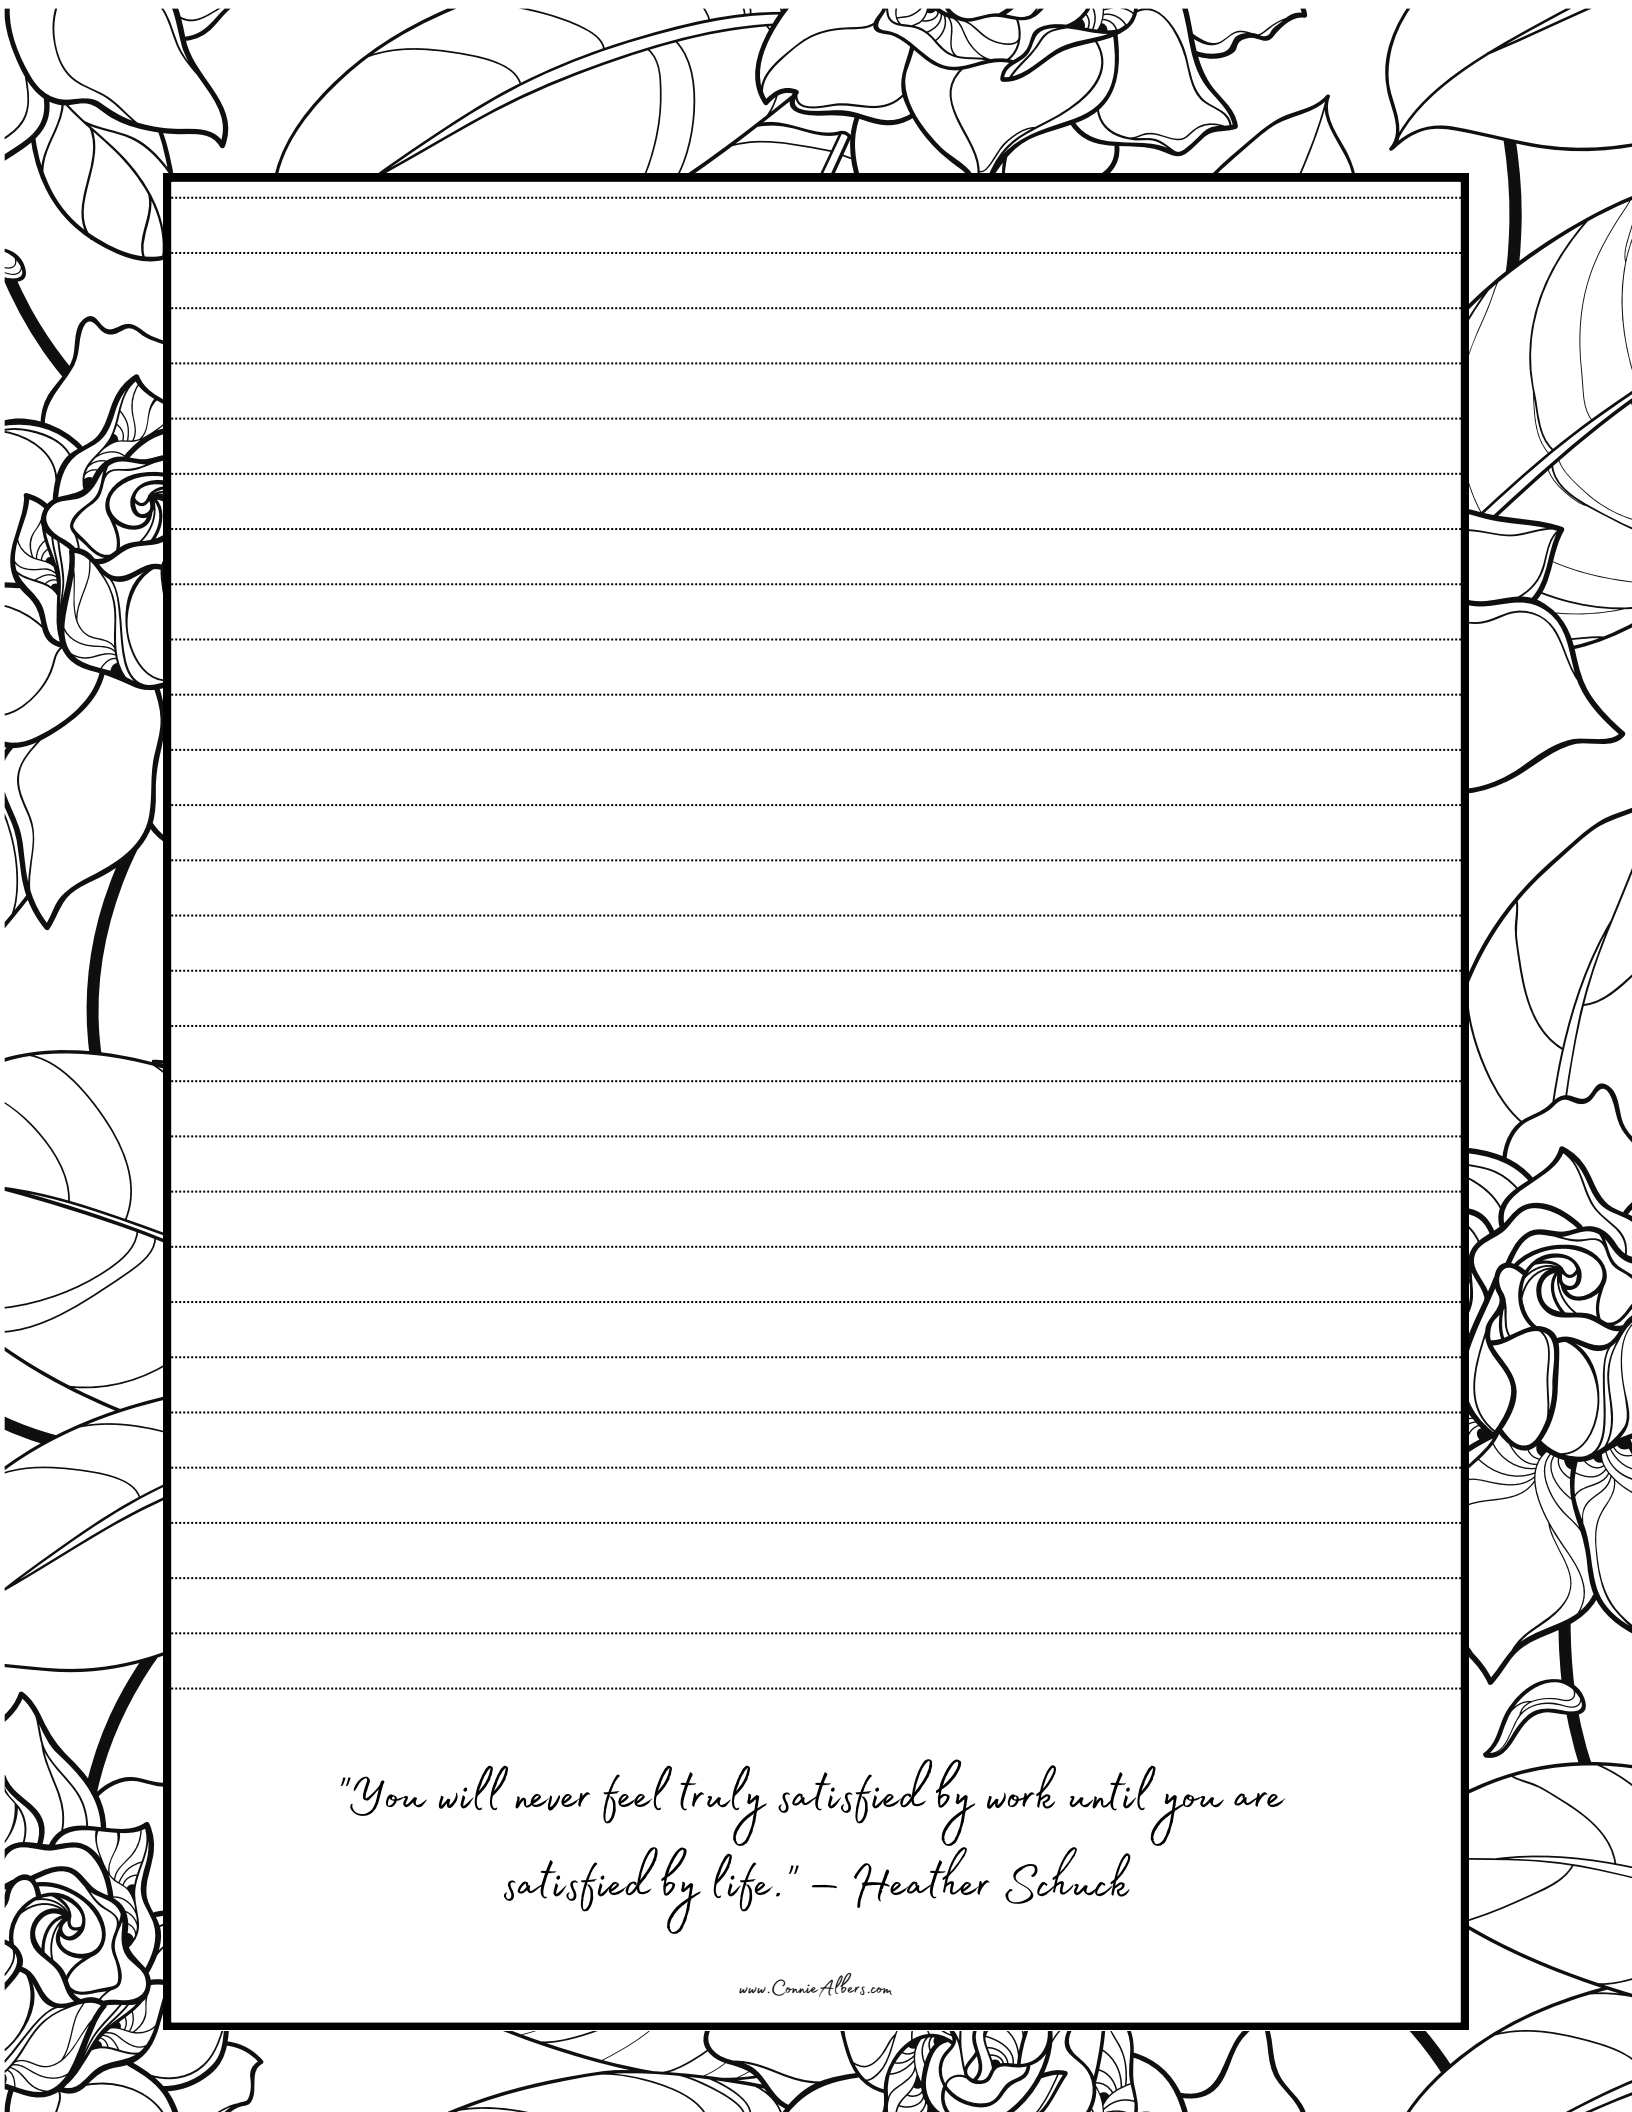 "You will never feel truly satisfied by work until you are
satisfied by life." – Heather Schuck
www.ConnieAlbers.com